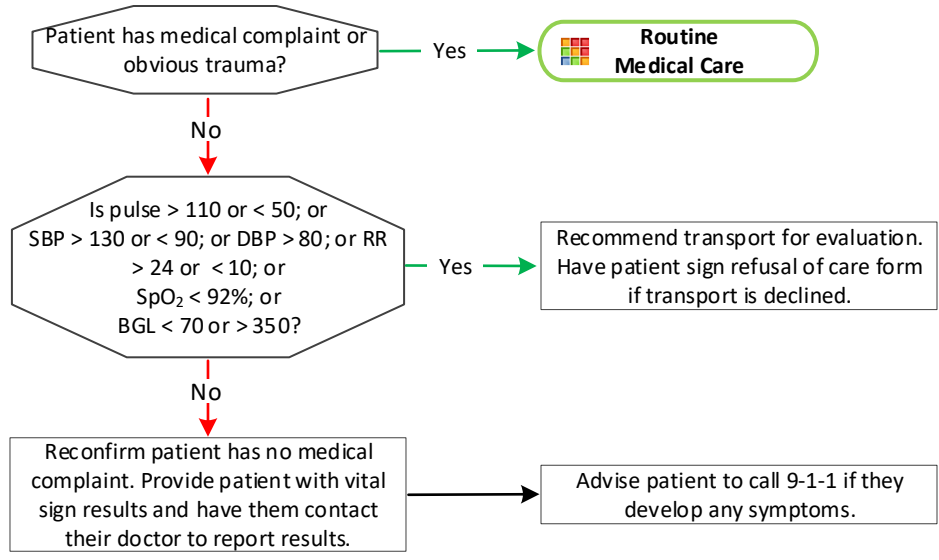 Patient has medical complaint or
obvious trauma?
Yes
Routine
Medical Care
No
Is pulse > 110 or < 50; or
SBP > 130 or < 90; or DBP > 80; or RR
> 24 or < 10; or
SpO₂ < 92%; or
BGL < 70 or > 350?
Yes
Recommend transport for evaluation.
Have patient sign refusal of care form
if transport is declined.
No
Reconfirm patient has no medical
complaint. Provide patient with vital
sign results and have them contact
their doctor to report results.
Advise patient to call 9-1-1 if they
develop any symptoms.